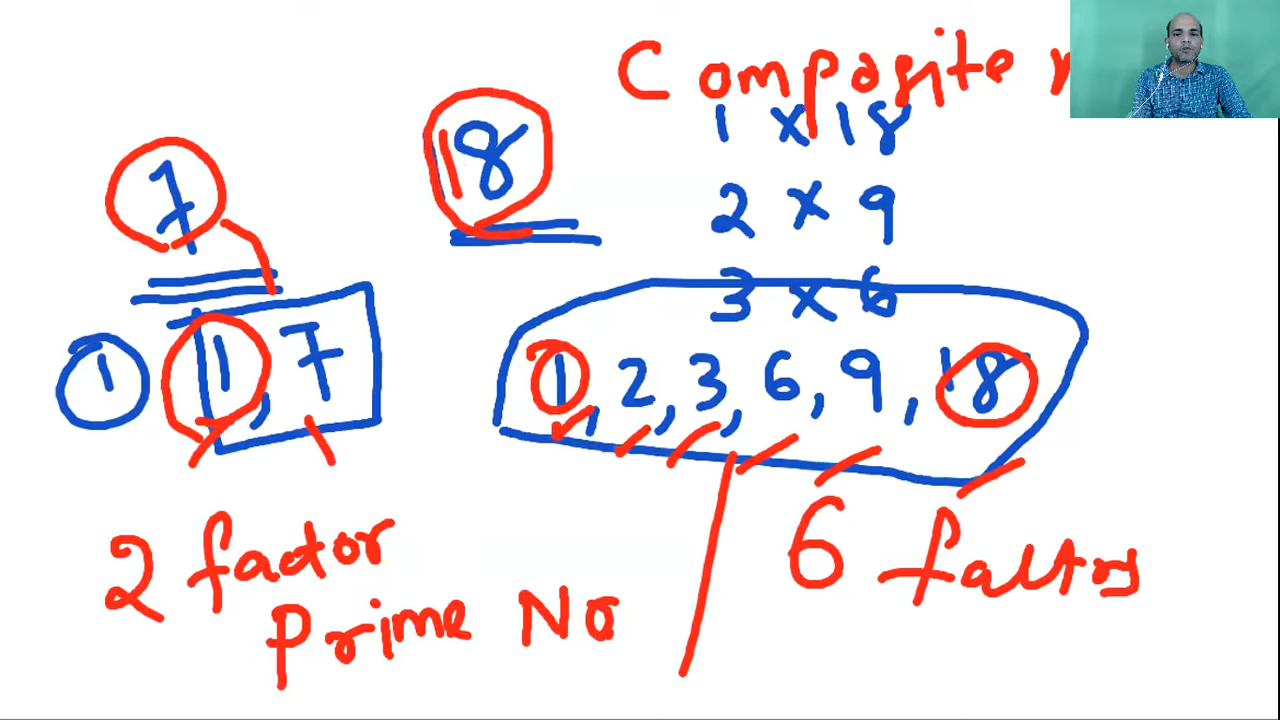 Composite
7
18
1 x 18
2 x 9
3 x 6
1 1, 7
1, 2, 3, 6, 9, 18
2 factor
Prime No
6 factors